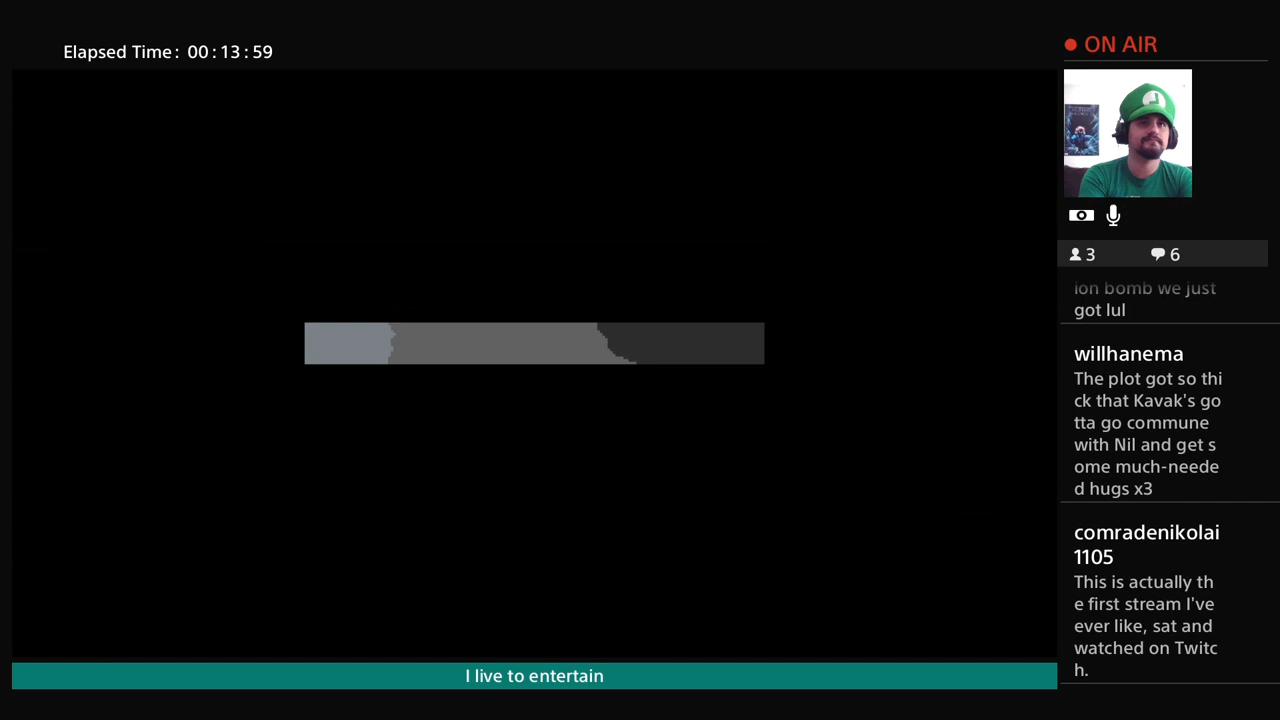 Elapsed Time: 00:13:59
ON AIR
3
6
lon bomb we just
got lul
willhanema
The plot got so thi
ck that Kavak's go
tta go commune
with Nil and get s
ome much-neede
d hugs x3
comradenikolai
1105
This is actually th
e first stream I've
ever like, sat and
watched on Twitc
h.
I live to entertain